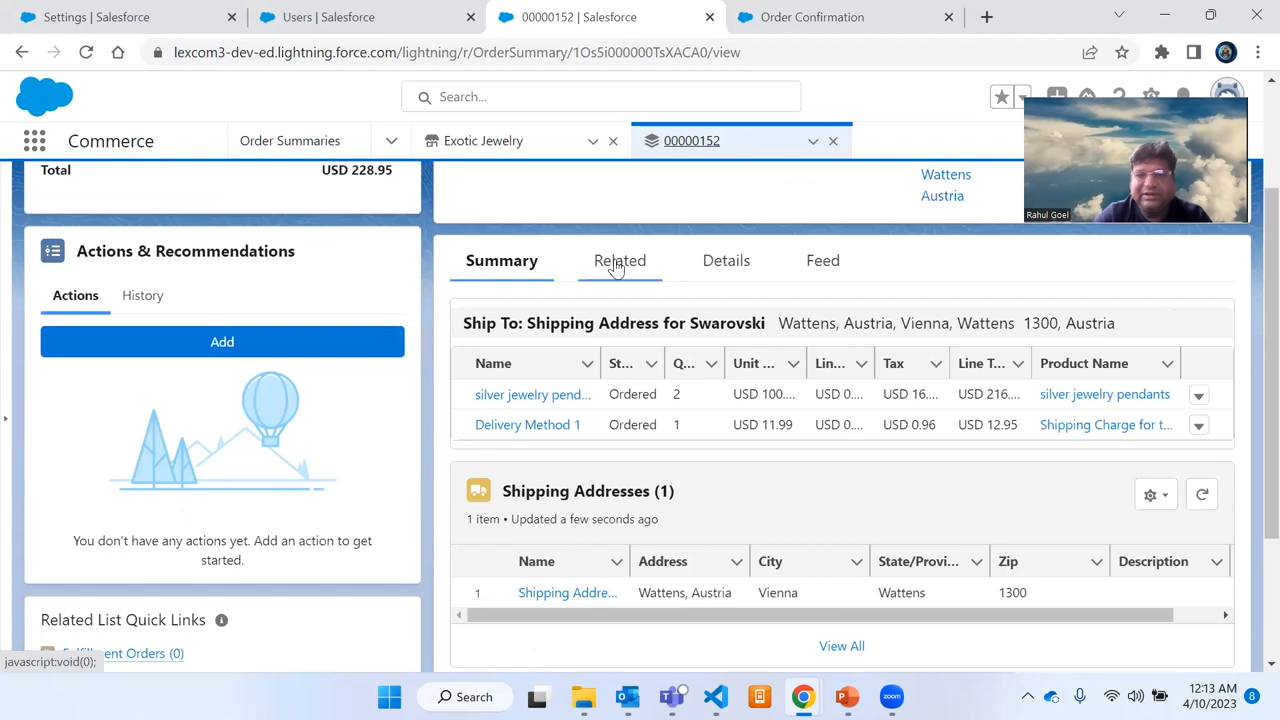 Settings | Salesforce
Users | Salesforce
00000152 | Salesforce
Order Confirmation
lexcom3-dev-ed.lightning.force.com/lightning/r/OrderSummary/1Os5i000000TsXACA0/view
Search...
Commerce
Order Summaries
Exotic Jewelry
00000152
Total
USD 228.95
Wattens
Austria
Rahul Goel
Actions & Recommendations
Actions
History
Add
You don't have any actions yet. Add an action to get
started.
Related List Quick Links
Fulfillment Orders (0)
javascript:void(0);
Summary
Related
Details
Feed
Ship To: Shipping Address for Swarovski Wattens, Austria, Vienna, Wattens 1300, Austria
Name St... Q... Unit ... Lin... Tax Line T... Product Name
silver jewelry pend... Ordered 2 USD 100.... USD 0.... USD 16.... USD 216.... silver jewelry pendants
Delivery Method 1 Ordered 1 USD 11.99 USD 0.... USD 0.96 USD 12.95 Shipping Charge for t...
Shipping Addresses (1)
1 item • Updated a few seconds ago
Name Address City State/Provi... Zip Description
1 Shipping Addre... Wattens, Austria Vienna Wattens 1300
View All
Search
zoom
12:13 AM
4/10/2023
8